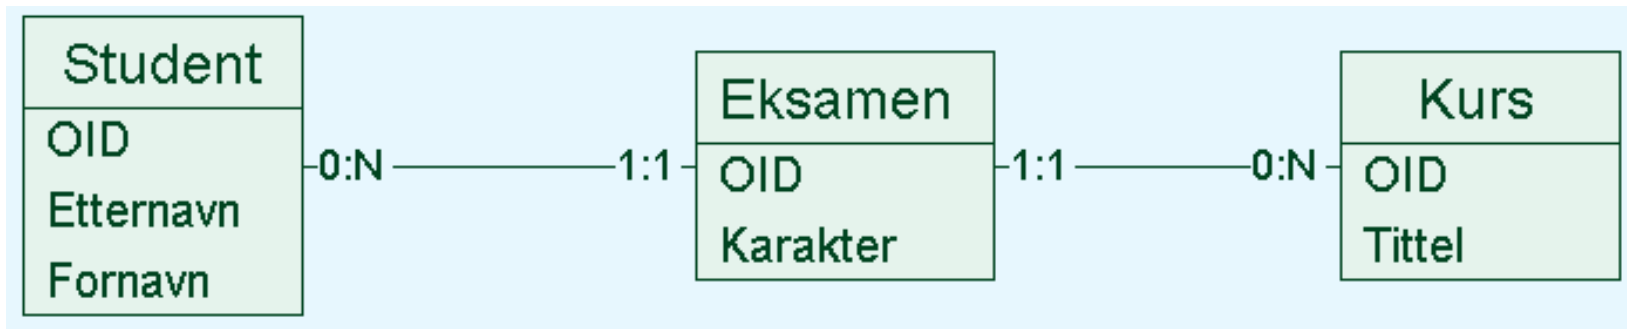 Student
OID
Etternavn
Fornavn
0:N
1:1
Eksamen
OID
Karakter
1:1
0:N
Kurs
OID
Tittel